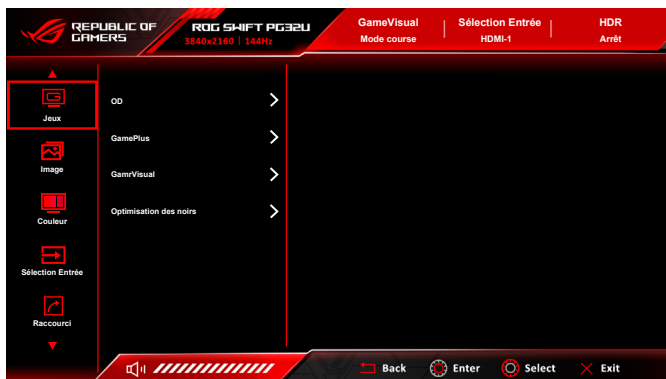 REPUBLIC OF
GAMERS
ROG SWIFT PG32U
3840x2160 | 144Hz
GameVisual
Mode course
Sélection Entrée
HDMI-1
HDR
Arrêt
Jeux
Image
Couleur
Sélection Entrée
Raccourci
OD
GamePlus
GamrVisual
Optimisation des noirs
Back
Enter
Select
Exit